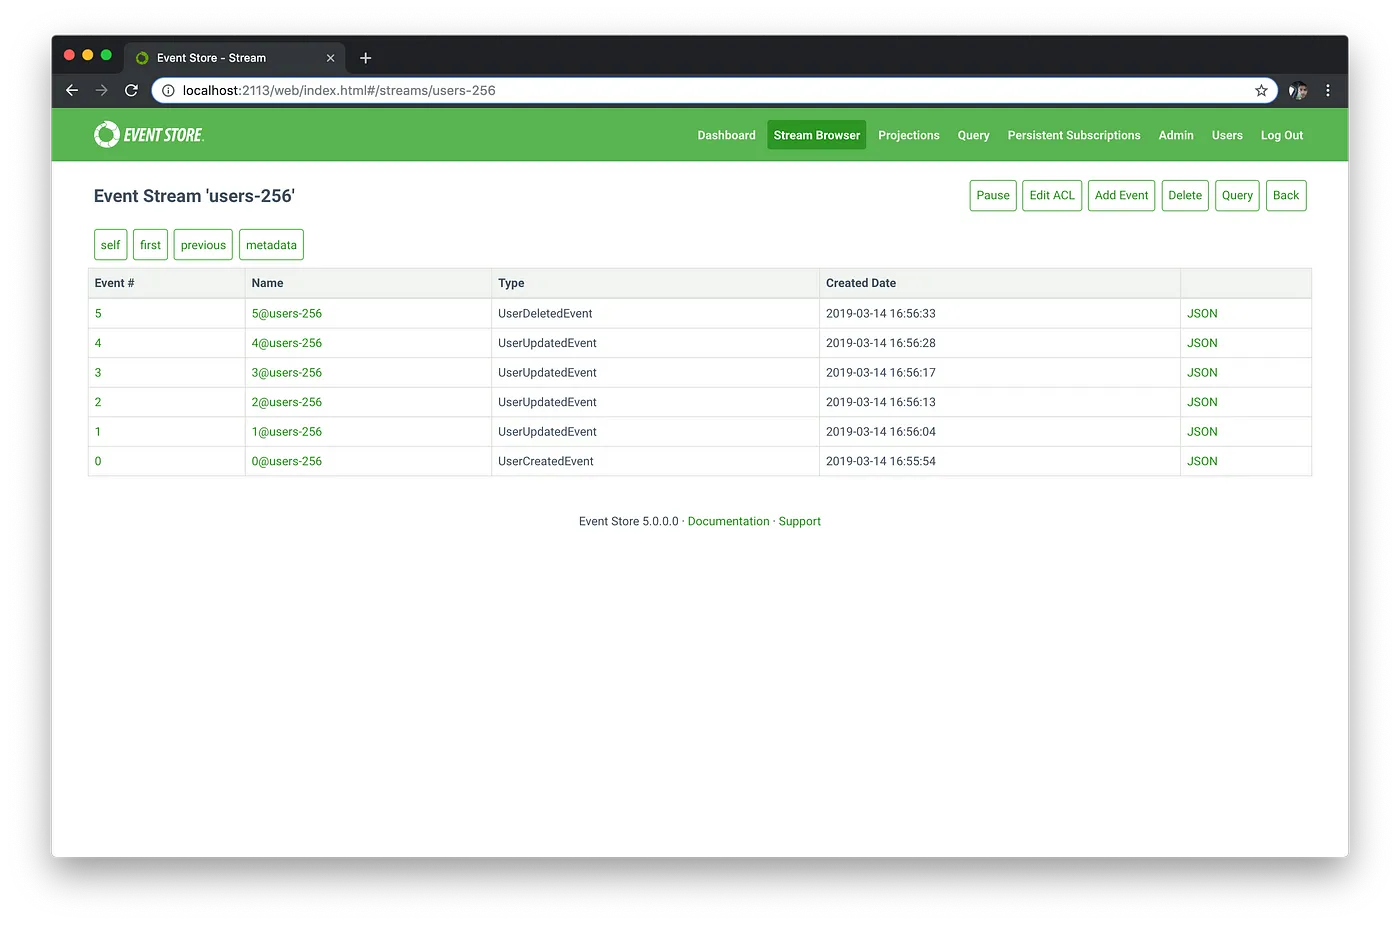 Event Store - Stream
localhost:2113/web/index.html#/streams/users-256
EVENT STORE Dashboard Stream Browser Projections Query Persistent Subscriptions Admin Users Log Out
Event Stream 'users-256' Pause Edit ACL Add Event Delete Query Back
self first previous metadata
Event # Name Type Created Date
5 5@users-256 UserDeletedEvent 2019-03-14 16:56:33 JSON
4 4@users-256 UserUpdatedEvent 2019-03-14 16:56:28 JSON
3 3@users-256 UserUpdatedEvent 2019-03-14 16:56:17 JSON
2 2@users-256 UserUpdatedEvent 2019-03-14 16:56:13 JSON
1 1@users-256 UserUpdatedEvent 2019-03-14 16:56:04 JSON
0 0@users-256 UserCreatedEvent 2019-03-14 16:55:54 JSON
Event Store 5.0.0.0 · Documentation · Support